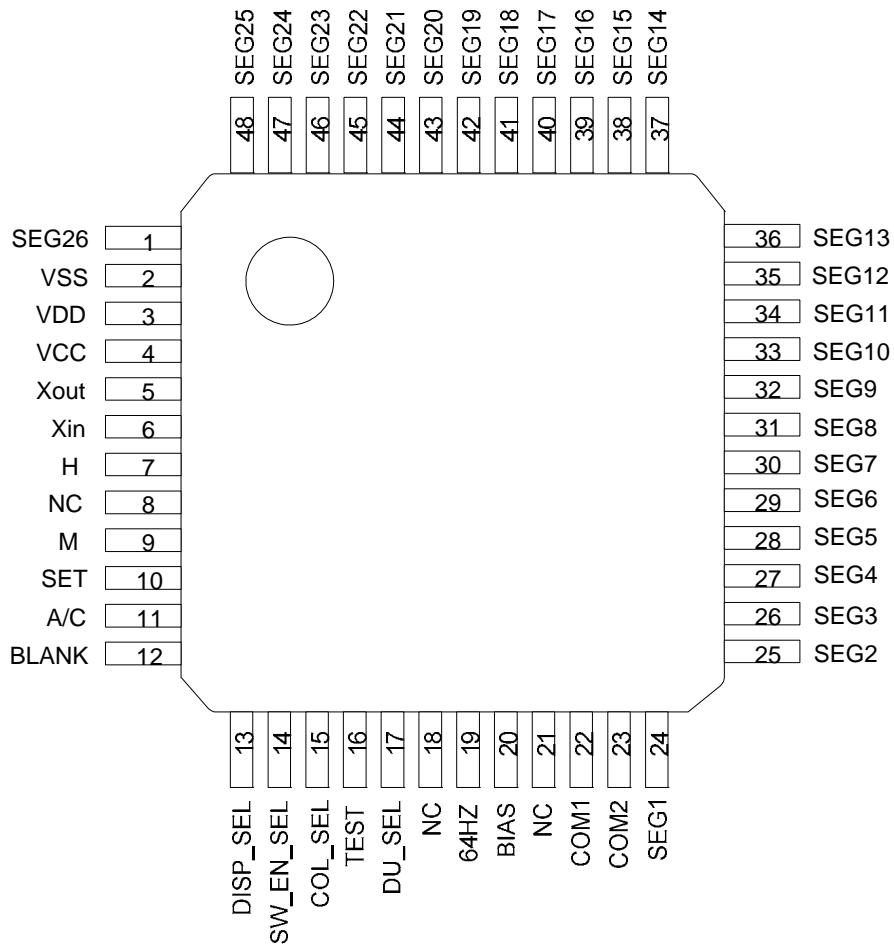 SEG25 SEG24 SEG23 SEG22 SEG21 SEG20 SEG19 SEG18 SEG17 SEG16 SEG15 SEG14
48 47 46 45 44 43 42 41 40 39 38 37
SEG26 1 36 SEG13
VSS 2 35 SEG12
VDD 3 34 SEG11
VCC 4 33 SEG10
Xout 5 32 SEG9
Xin 6 31 SEG8
H 7 30 SEG7
NC 8 29 SEG6
M 9 28 SEG5
SET 10 27 SEG4
A/C 11 26 SEG3
BLANK 12 25 SEG2
13 14 15 16 17 18 19 20 21 22 23 24
DISP_SEL SW_EN_SEL COL_SEL TEST DU_SEL NC 64HZ BIAS NC COM1 COM2 SEG1